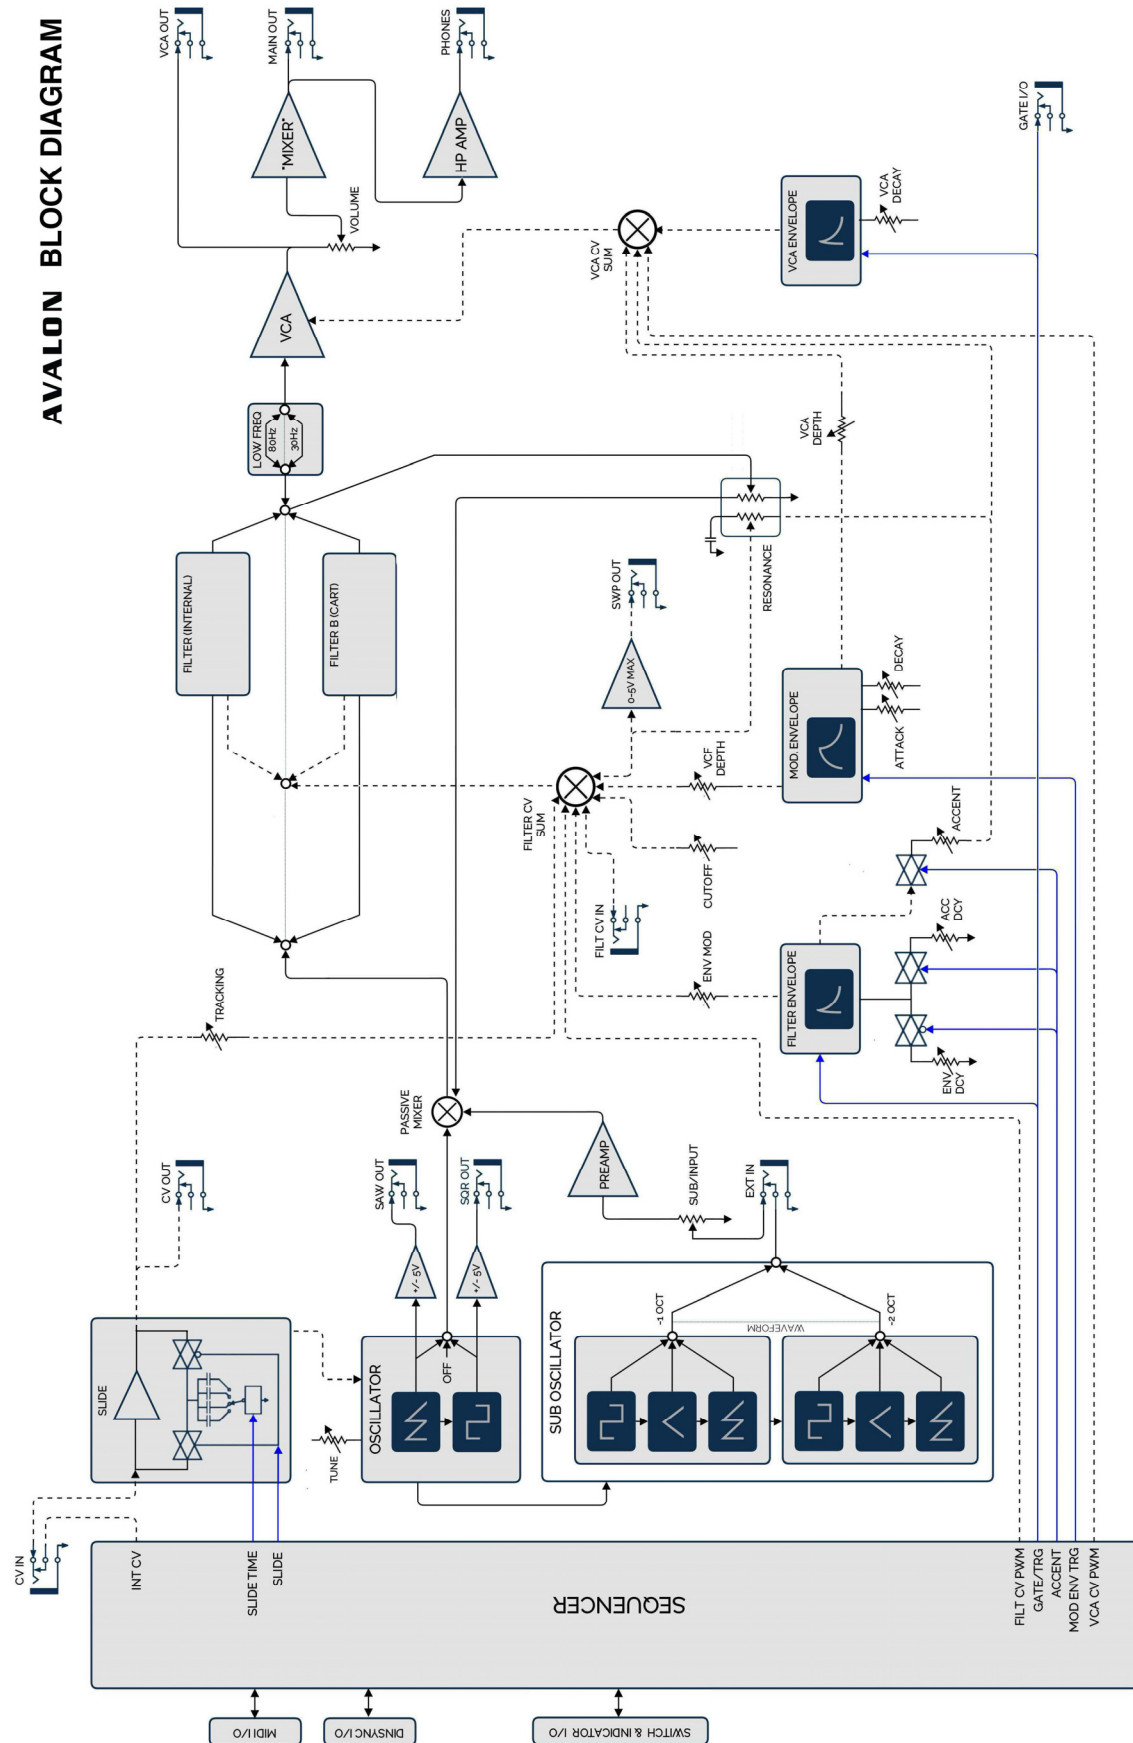 AVALON BLOCK DIAGRAM
VCA OUT
MAIN OUT
PHONES
"MIXER"
HP AMP
VOLUME
GATE I/O
VCA
VCA CV
SUM
VCA ENVELOPE
VCA
DECAY
LOW FREQ
80Hz
30Hz
VCA
DEPTH
FILTER (INTERNAL)
FILTER B (CART)
RESONANCE
SWP OUT
0-5V MAX
FILTER CV
SUM
VCF
DEPTH
MOD. ENVELOPE
ATTACK
DECAY
CUTOFF
ACCENT
FILT CV IN
ENV MOD
FILTER ENVELOPE
ACC
DCY
ENV
DCY
TRACKING
PASSIVE
MIXER
CV OUT
SAW OUT
SQR OUT
PREAMP
SUB/INPUT
EXT IN
+/- 5V
+/- 5V
SLIDE
OSCILLATOR
OFF
TUNE
SUB OSCILLATOR
-1 OCT
WAVEFORM
-2 OCT
CV IN
INT CV
SLIDE TIME
SLIDE
SEQUENCER
FILT CV PWM
GATE/TRG
ACCENT
MOD ENV TRG
VCA CV PWM
MIDI I/O
DINSYNC I/O
SWITCH & INDICATOR I/O